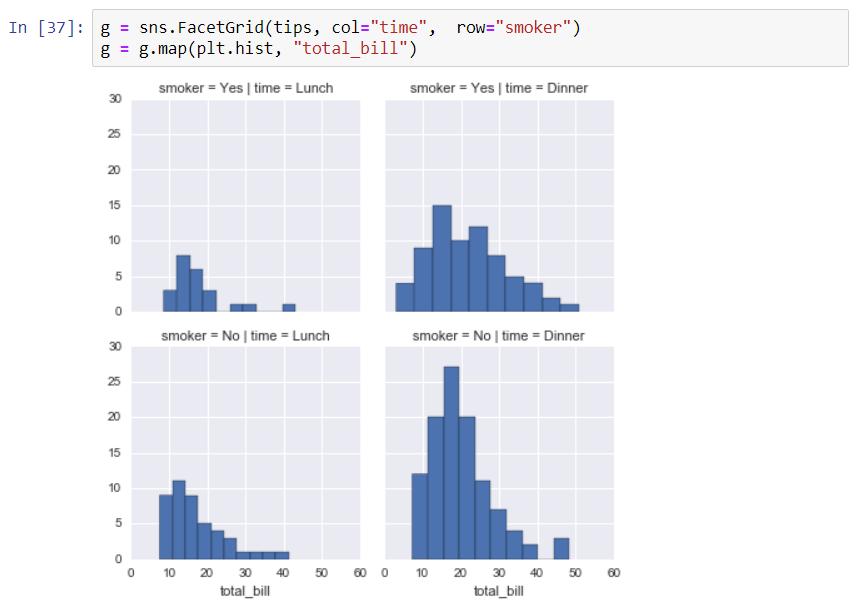 In [37]: g = sns.FacetGrid(tips, col="time",  row="smoker")
g = g.map(plt.hist, "total_bill")
smoker = Yes | time = Lunch
smoker = Yes | time = Dinner
30
25
20
15
10
5
0
smoker = No | time = Lunch
smoker = No | time = Dinner
30
25
20
15
10
5
0
0 10 20 30 40 50 60
0 10 20 30 40 50 60
total_bill
total_bill